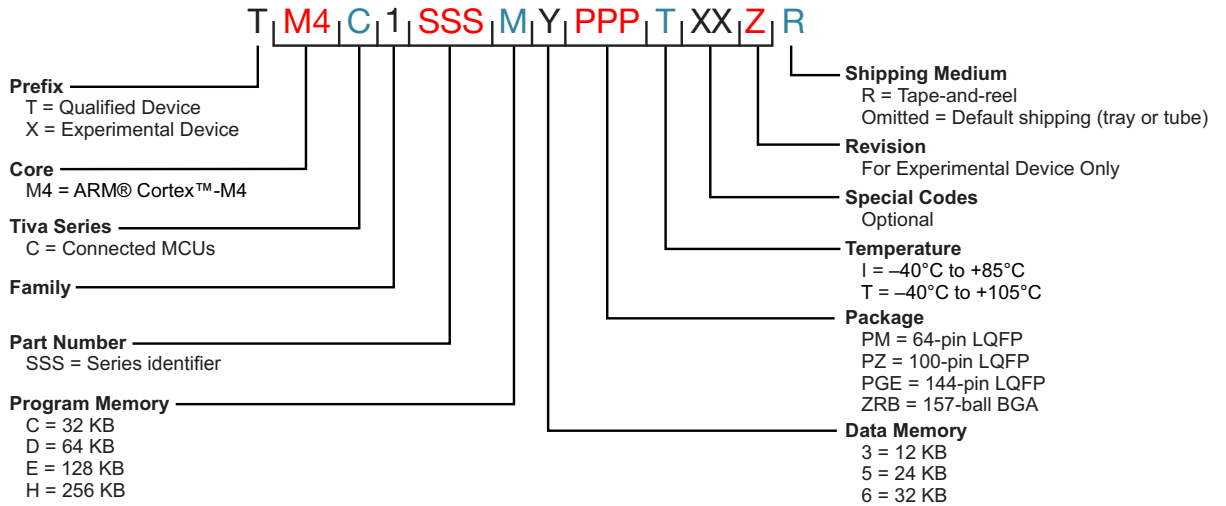 T M4 C 1 SSS M Y PPP T XX Z R
Prefix
T = Qualified Device
X = Experimental Device
Core
M4 = ARM® Cortex™-M4
Tiva Series
C = Connected MCUs
Family
Part Number
SSS = Series identifier
Program Memory
C = 32 KB
D = 64 KB
E = 128 KB
H = 256 KB
Shipping Medium
R = Tape-and-reel
Omitted = Default shipping (tray or tube)
Revision
For Experimental Device Only
Special Codes
Optional
Temperature
I = –40°C to +85°C
T = –40°C to +105°C
Package
PM = 64-pin LQFP
PZ = 100-pin LQFP
PGE = 144-pin LQFP
ZRB = 157-ball BGA
Data Memory
3 = 12 KB
5 = 24 KB
6 = 32 KB